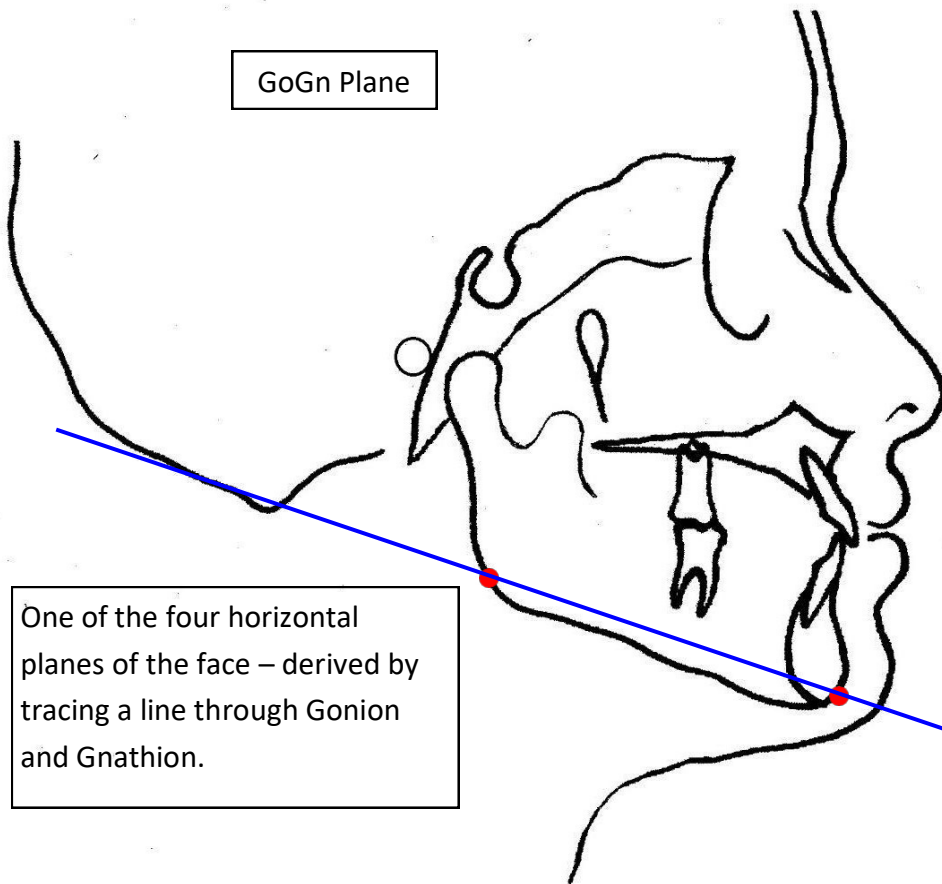 GoGn Plane
One of the four horizontal
planes of the face – derived by
tracing a line through Gonion
and Gnathion.